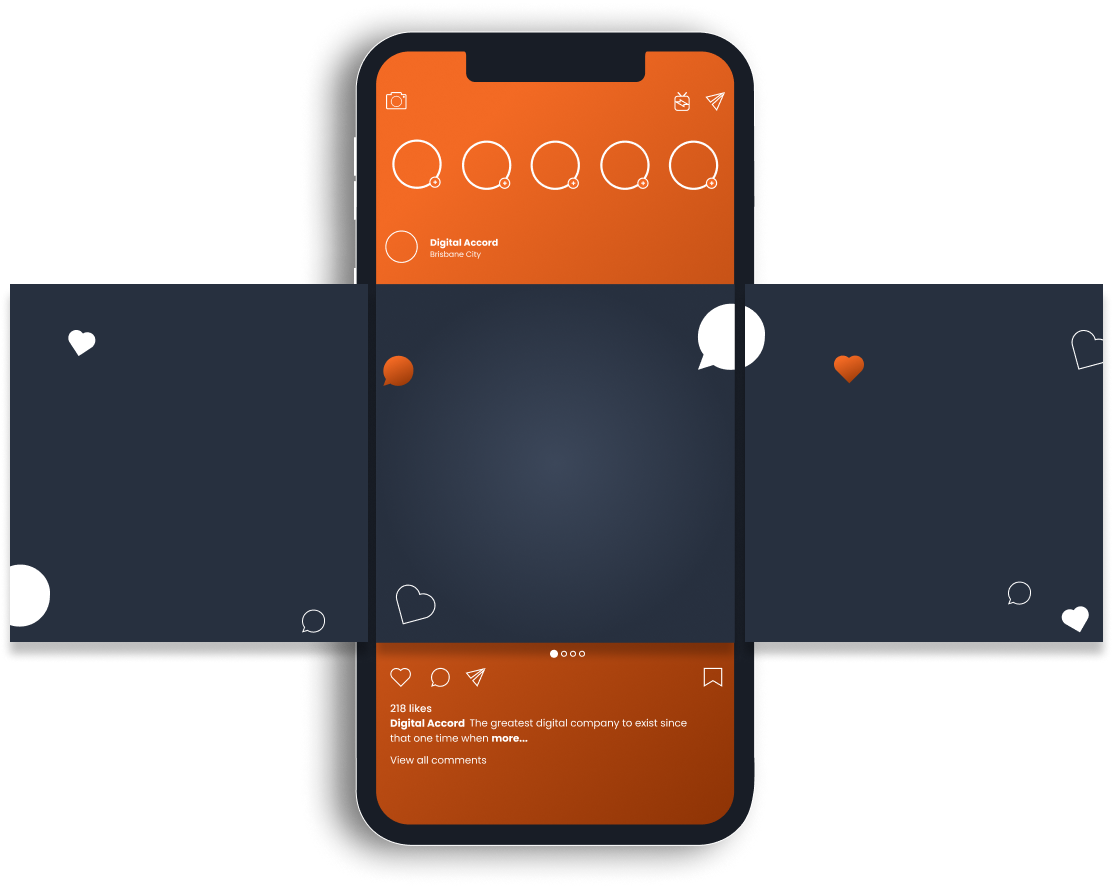 Digital Accord
Brisbane City
218 likes
Digital Accord The greatest digital company to exist since
that one time when more...
View all comments